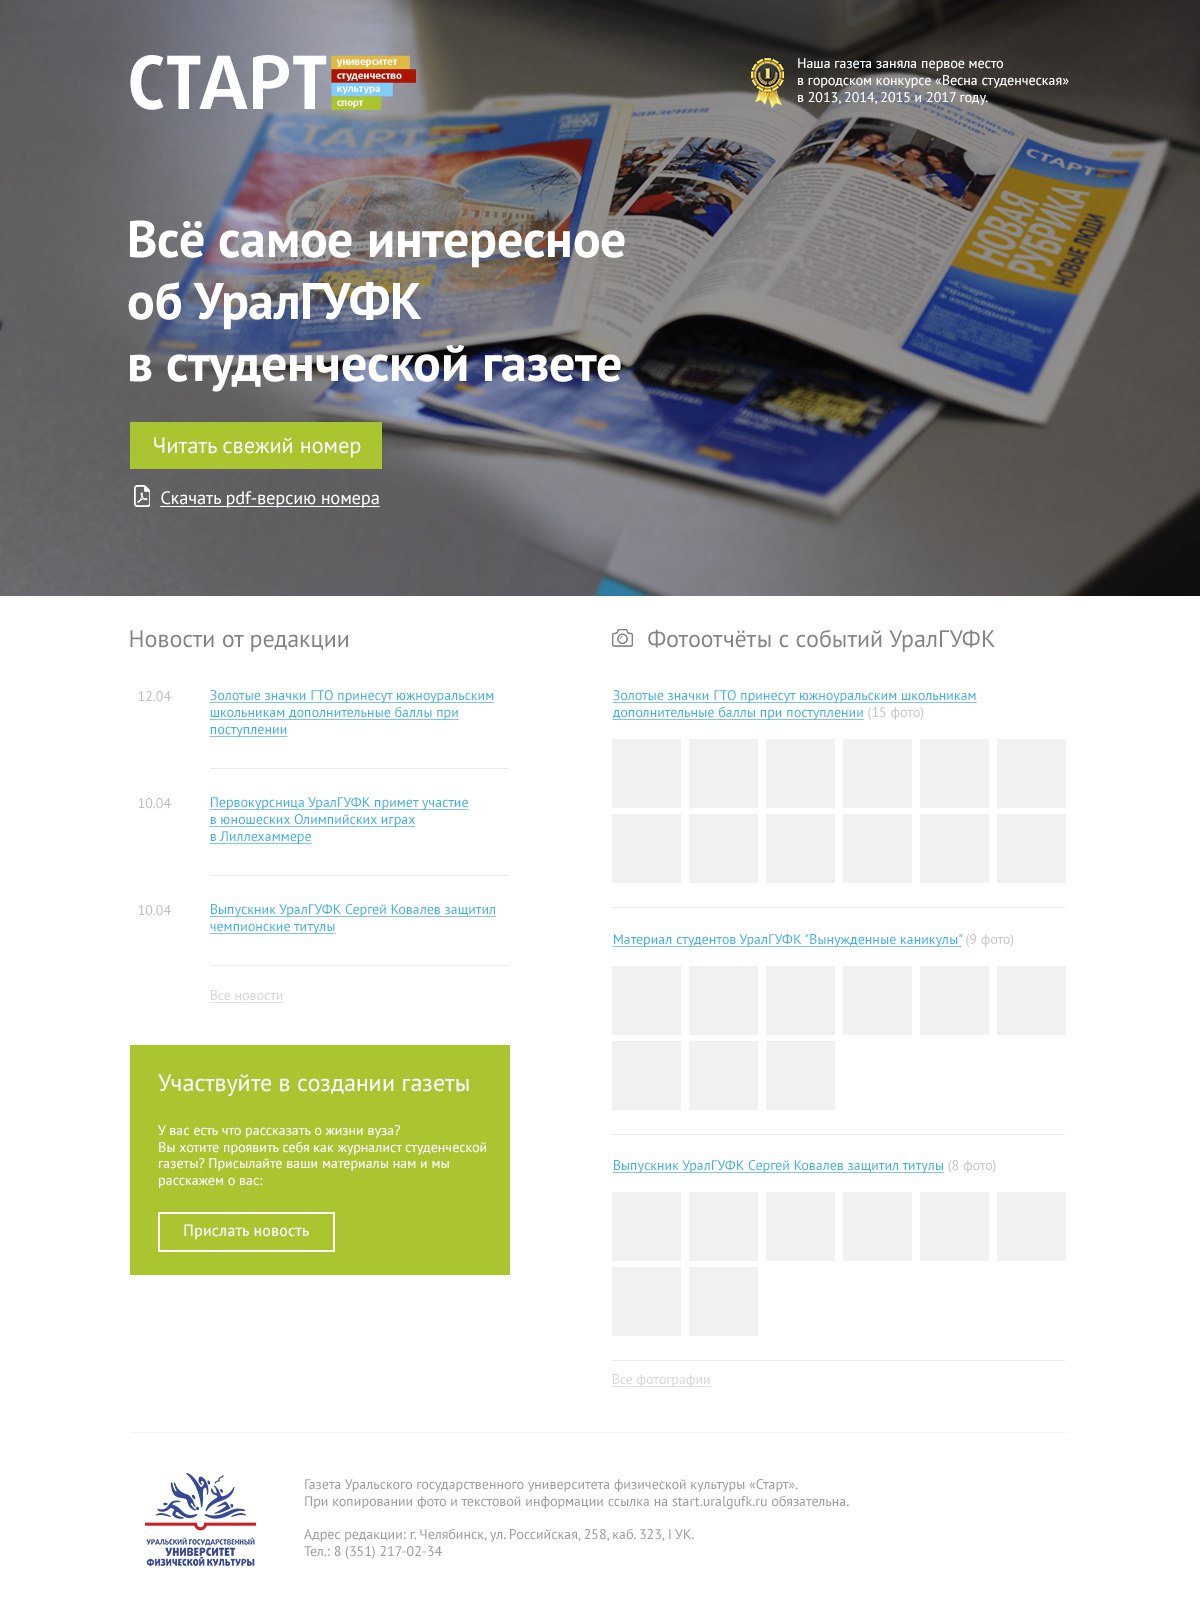 СТАРТ
университет
студенчество
культура
спорт
Наша газета заняла первое место
в городском конкурсе «Весна студенческая»
в 2013, 2014, 2015 и 2017 году.
СТАРТ
СТАРТ
НОВАЯ
РУБРИКА
НОВЫЕ ЛЮДИ
Всё самое интересное
об УралГУФК
в студенческой газете
Читать свежий номер
Скачать pdf-версию номера
Новости от редакции
12.04
Золотые значки ГТО принесут южноуральским
школьникам дополнительные баллы при
поступлении
10.04
Первокурсница УралГУФК примет участие
в юношеских Олимпийских играх
в Лиллехаммере
10.04
Выпускник УралГУФК Сергей Ковалев защитил
чемпионские титулы
Все новости
Участвуйте в создании газеты
У вас есть что рассказать о жизни вуза?
Вы хотите проявить себя как журналист студенческой
газеты? Присылайте ваши материалы нам и мы
расскажем о вас:
Прислать новость
Фотоотчёты с событий УралГУФК
Золотые значки ГТО принесут южноуральским школьникам
дополнительные баллы при поступлении (15 фото)
Материал студентов УралГУФК "Вынужденные каникулы" (9 фото)
Выпускник УралГУФК Сергей Ковалев защитил титулы (8 фото)
Все фотографии
УРАЛЬСКИЙ ГОСУДАРСТВЕННЫЙ
УНИВЕРСИТЕТ
ФИЗИЧЕСКОЙ КУЛЬТУРЫ
Газета Уральского государственного университета физической культуры «Старт».
При копировании фото и текстовой информации ссылка на start.uralgufk.ru обязательна.
Адрес редакции: г. Челябинск, ул. Российская, 258, каб. 323, I УК.
Тел.: 8 (351) 217-02-34